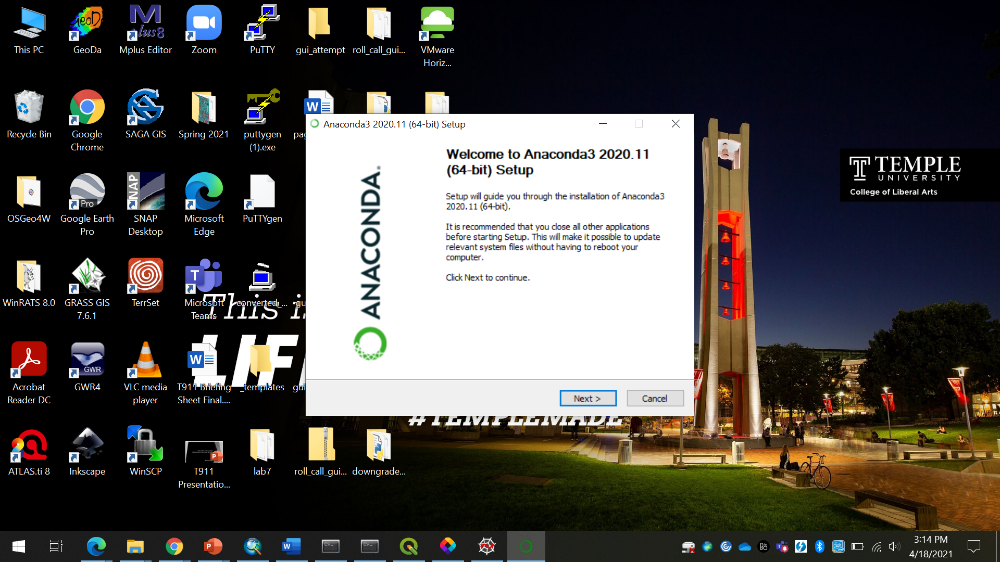 This PC
GeoDa
Mplus Editor
Zoom
PuTTY
gui_attempt
roll_call_gui...
VMware
Horiz...
Recycle Bin
Google
Chrome
SAGA GIS
Spring 2021
puttygen
(1).exe
pag
W
OSGeo4W
Pro
Google Earth
Pro
SNAP
SNAP
Desktop
Microsoft
Edge
PuTTYgen
WinRATS 8.0
GRASS GIS
7.6.1
TerrSet
T
Microsoft
Teams
converted_...
gu
This is
LIF
Acrobat
Reader DC
GWR
GWR4
VLC media
player
W
T911 Briefing
Sheet Final....
_templates
gui
ATLAS.ti 8
Inkscape
WinSCP
P
T911
Presentatio...
lab7
roll_call_gui...
downgrade...
#TEMPLEMADE
Anaconda3 2020.11 (64-bit) Setup
ANACONDA.
Welcome to Anaconda3 2020.11
(64-bit) Setup
Setup will guide you through the installation of Anaconda3
2020.11 (64-bit).
It is recommended that you close all other applications
before starting Setup. This will make it possible to update
relevant system files without having to reboot your
computer.
Click Next to continue.
Next >
Cancel
TEMPLE
UNIVERSITY
College of Liberal Arts
3:14 PM
4/18/2021